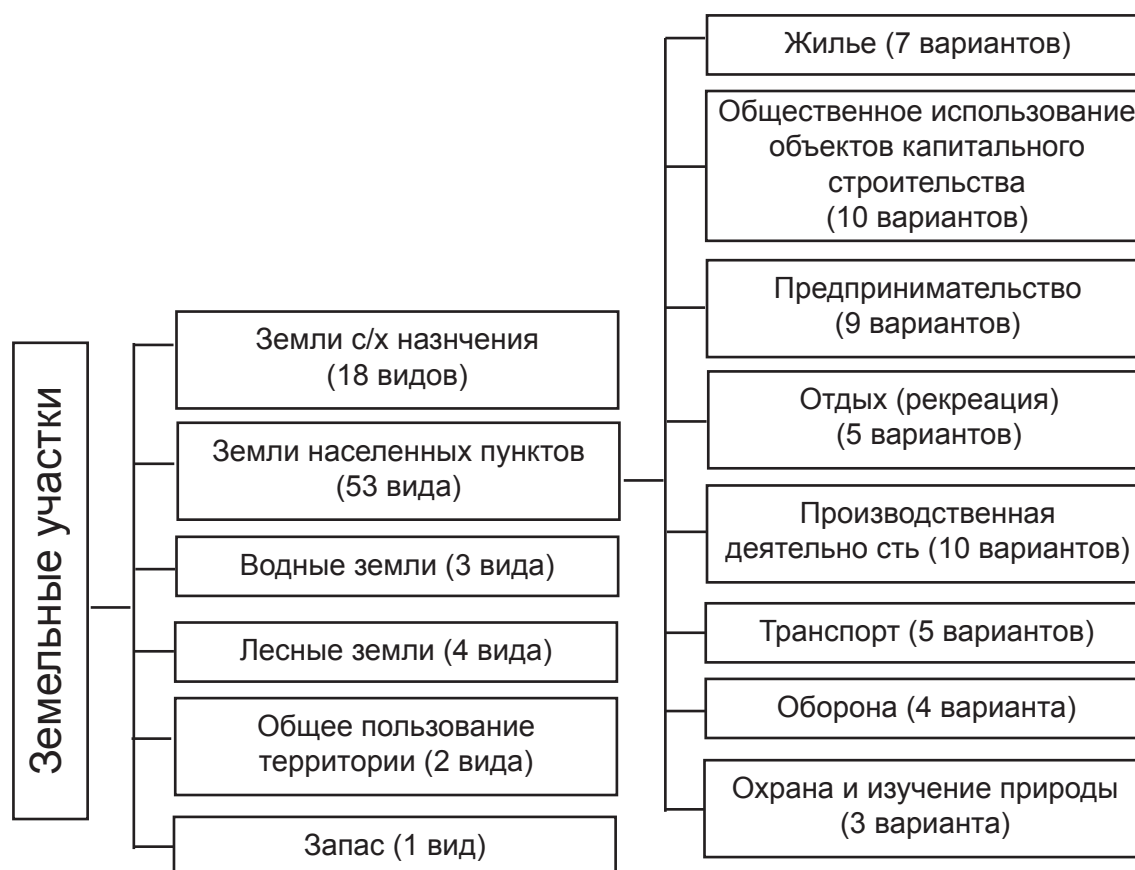 Земельные участки
Земли с/х назнчения
(18 видов)
Земли населенных пунктов
(53 вида)
Водные земли (3 вида)
Лесные земли (4 вида)
Общее пользование
территории (2 вида)
Запас (1 вид)
Жилье (7 вариантов)
Общественное использование
объектов капитального
строительства
(10 вариантов)
Предпринимательство
(9 вариантов)
Отдых (рекреация)
(5 вариантов)
Производственная
деятельно сть (10 вариантов)
Транспорт (5 вариантов)
Оборона (4 варианта)
Охрана и изучение природы
(3 варианта)